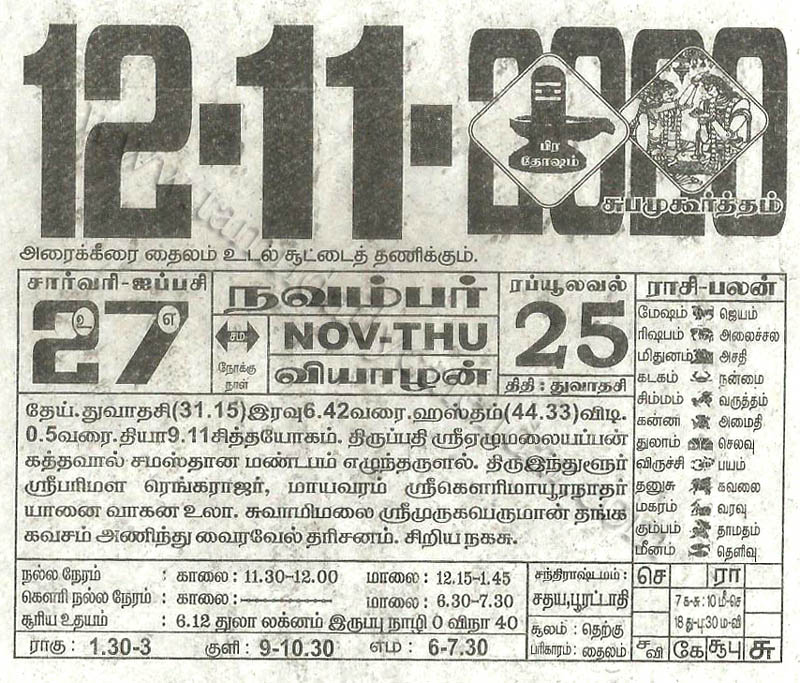 12-11-2020
பிர
தோஷம்
சுபமுகூர்த்தம்
அரைக்கீரை தைலம் உடல் சூட்டைத் தணிக்கும்.
சார்வரி-ஐப்பசி
27
உ
எ
சம
நோக்கு
நாள்
நவம்பர்
NOV-THU
வியாழன்
ரப்யூலவல்
25
திதி : துவாதசி
ராசி-பலன்
மேஷம் ஜெயம்
ரிஷபம் அலைச்சல்
மிதுனம் அசதி
கடகம் நன்மை
சிம்மம் வருத்தம்
கன்னி அமைதி
துலாம் செலவு
விருச்சி பயம்
தனுசு கவலை
மகரம் வரவு
கும்பம் தாமதம்
மீனம் தெளிவு
தேய்.துவாதசி(31.15)இரவு6.42வரை.ஹஸ்தம்(44.33)விடி.
0.5வரை.தியா9.11சித்தயோகம். திருப்பதி ஸ்ரீஏழுமலையப்பன்
கத்தவால் சமஸ்தான மண்டபம் எழுந்தருளல். திருஇந்துளூர்
ஸ்ரீபரிமள ரெங்கராஜர், மாயவரம் ஸ்ரீகௌரிமாயூரநாதர்
யானை வாகன உலா. சுவாமிமலை ஸ்ரீமுருகபெருமான் தங்க
கவசம் அணிந்து வைரவேல் தரிசனம். சிறிய நகசு.
நல்ல நேரம் : காலை : 11.30-12.00 மாலை : 12.15-1.45
கௌரி நல்ல நேரம் : காலை : ———— மாலை : 6.30-7.30
சூரிய உதயம் : 6.12 துலா லக்னம் இருப்பு நாழி 0 விநா 40
ராகு : 1.30-3 குளி : 9-10.30 எம : 6-7.30
சந்திராஷ்டமம் :
சதய,பூரட்டாதி
சூலம் : தெற்கு
பரிகாரம் : தைலம்
செ ரா
7 க-சு : 10 மீ-செ
18 து-பு:30 ம-வி
சவி கே சூபு சு